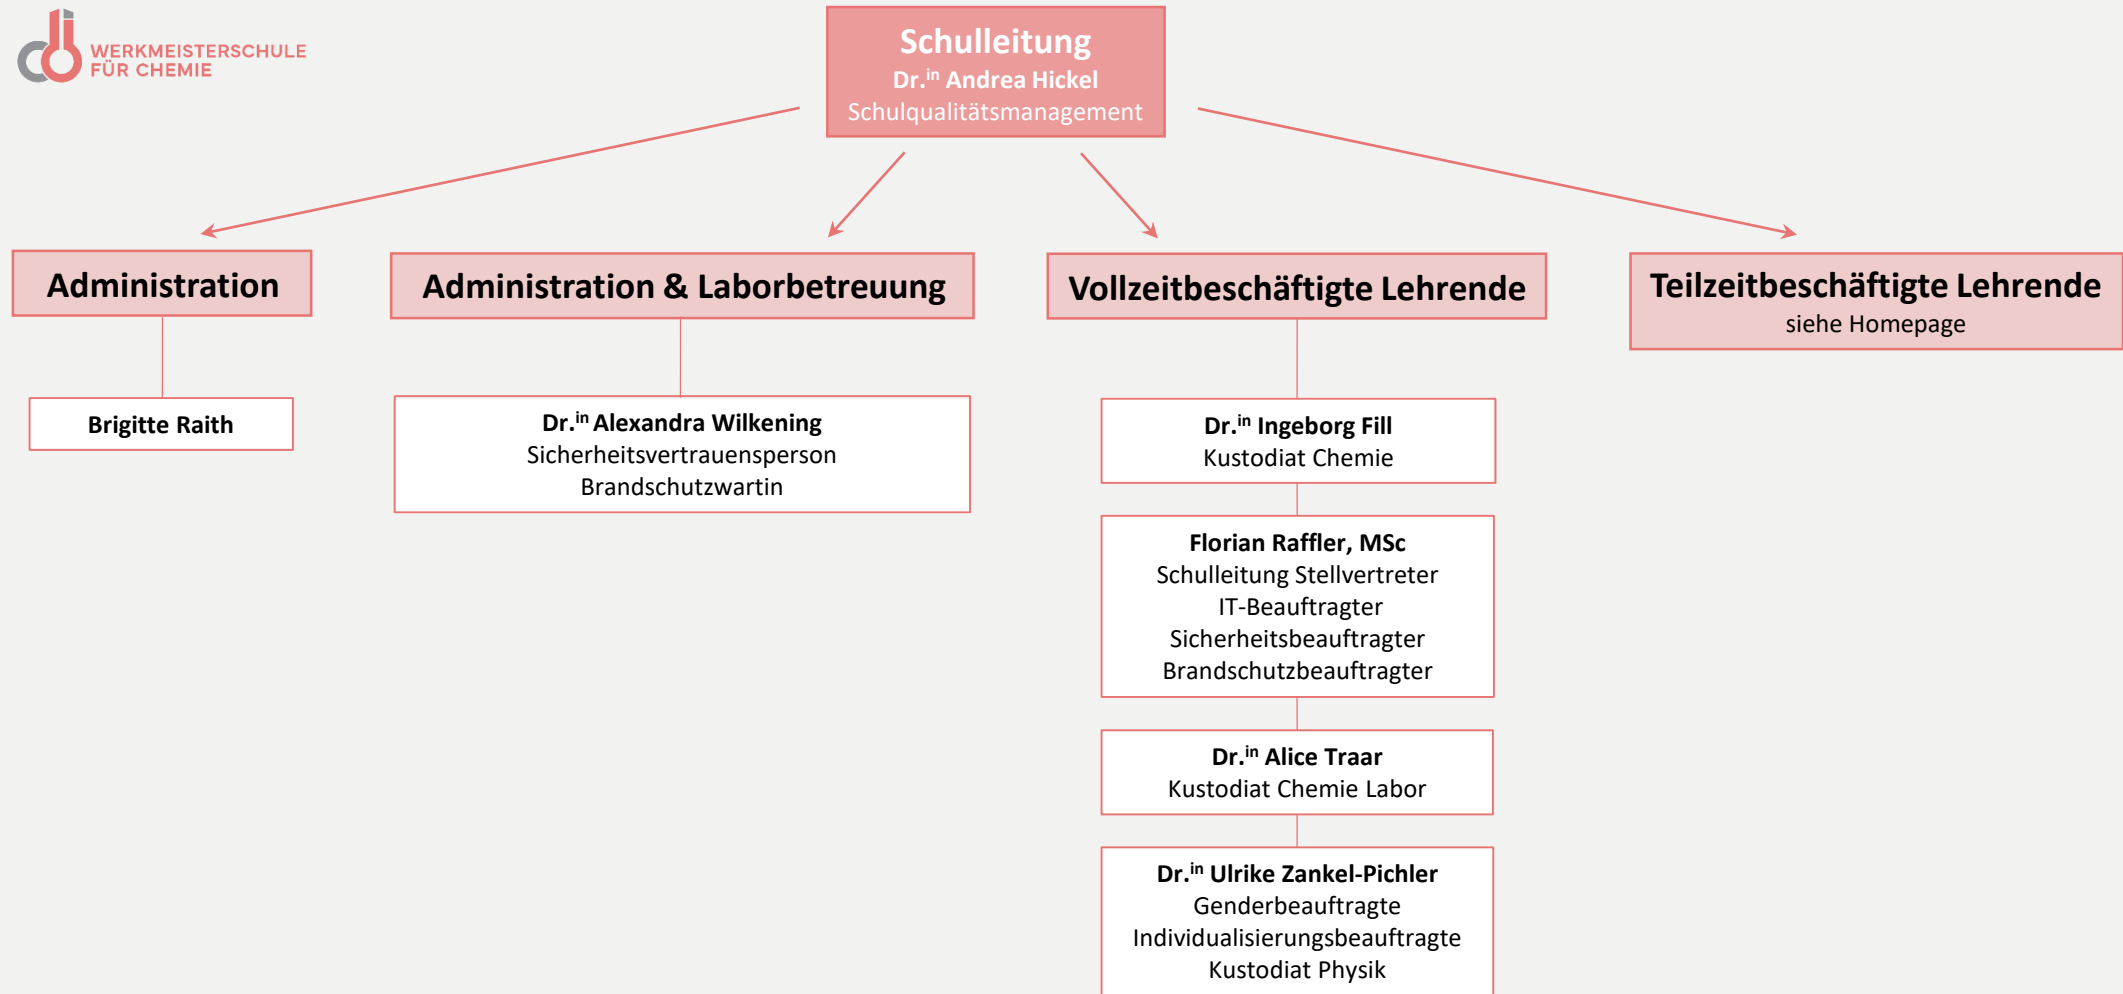 WERKMEISTERSCHULE
FÜR CHEMIE
Schulleitung
Dr.in Andrea Hickel
Schulqualitätsmanagement
Administration
Brigitte Raith
Administration & Laborbetreuung
Dr.in Alexandra Wilkening
Sicherheitsvertrauensperson
Brandschutzwartin
Vollzeitbeschäftigte Lehrende
Dr.in Ingeborg Fill
Kustodiat Chemie
Florian Raffler, MSc
Schulleitung Stellvertreter
IT-Beauftragter
Sicherheitsbeauftragter
Brandschutzbeauftragter
Dr.in Alice Traar
Kustodiat Chemie Labor
Dr.in Ulrike Zankel-Pichler
Genderbeauftragte
Individualisierungsbeauftragte
Kustodiat Physik
Teilzeitbeschäftigte Lehrende
siehe Homepage